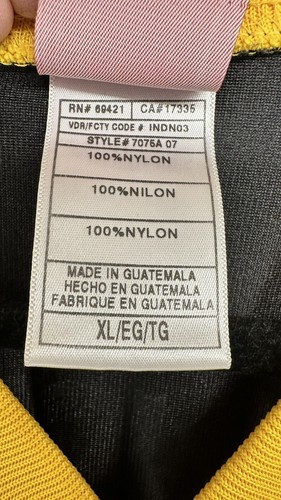 RN# 69421 CA#17335
VDR/FCTY CODE # INDN03
STYLE# 7075A 07
100%NYLON
100%NILON
100%NYLON
MADE IN GUATEMALA
HECHO EN GUATEMALA
FABRIQUE EN GUATEMALA
XL/EG/TG